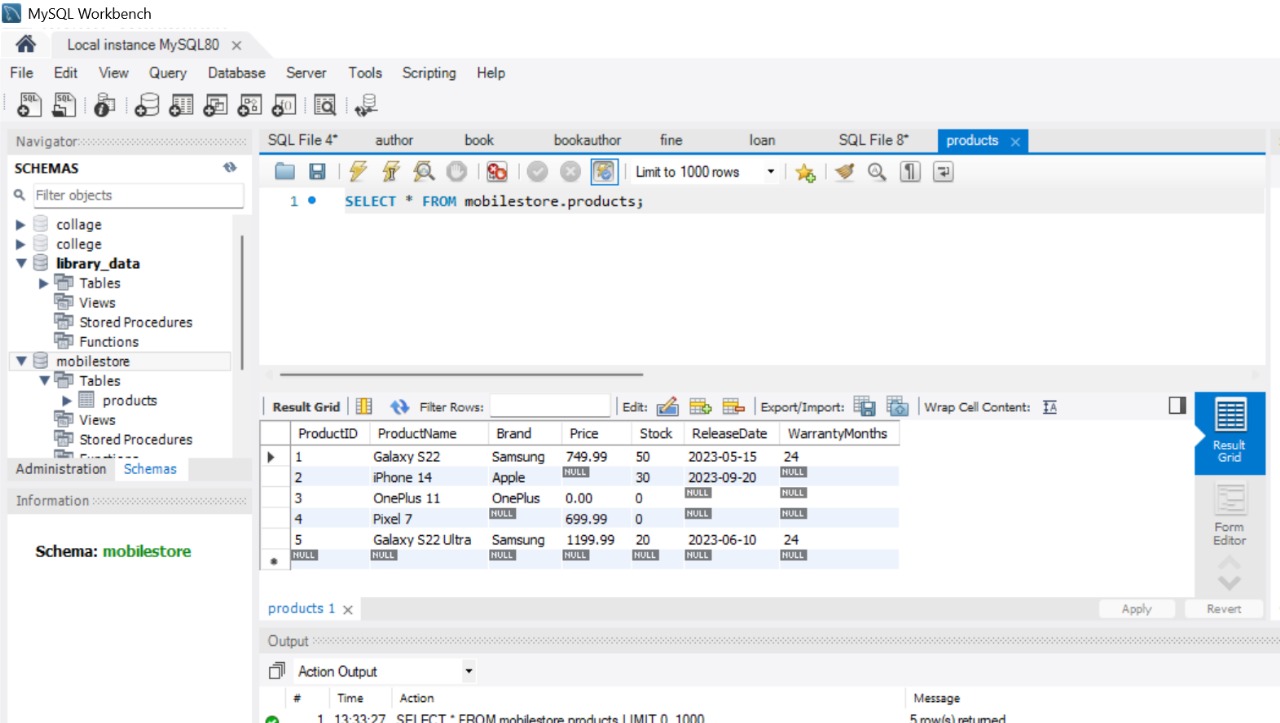 MySQL Workbench
Local instance MySQL80
File Edit View Query Database Server Tools Scripting Help
Navigator
SCHEMAS
Filter objects
collage
college
library_data
Tables
Views
Stored Procedures
Functions
mobilestore
Tables
products
Views
Stored Procedures
Functions
Administration Schemas
Information
Schema: mobilestore
SQL File 4* author book bookauthor fine loan SQL File 8* products
Limit to 1000 rows
1 SELECT * FROM mobilestore.products;
Result Grid Filter Rows: Edit: Export/Import: Wrap Cell Content:
ProductID ProductName Brand Price Stock ReleaseDate WarrantyMonths
1 Galaxy S22 Samsung 749.99 50 2023-05-15 24
2 iPhone 14 Apple NULL 30 2023-09-20 NULL
3 OnePlus 11 OnePlus 0.00 0 NULL NULL
4 Pixel 7 NULL 699.99 0 NULL NULL
5 Galaxy S22 Ultra Samsung 1199.99 20 2023-06-10 24
NULL NULL NULL NULL NULL NULL NULL
Result
Grid
Form
Editor
products 1
Apply Revert
Output
Action Output
# Time Action Message
1 13:33:27 SELECT * FROM mobilestore.products LIMIT 0, 1000 5 row(s) returned